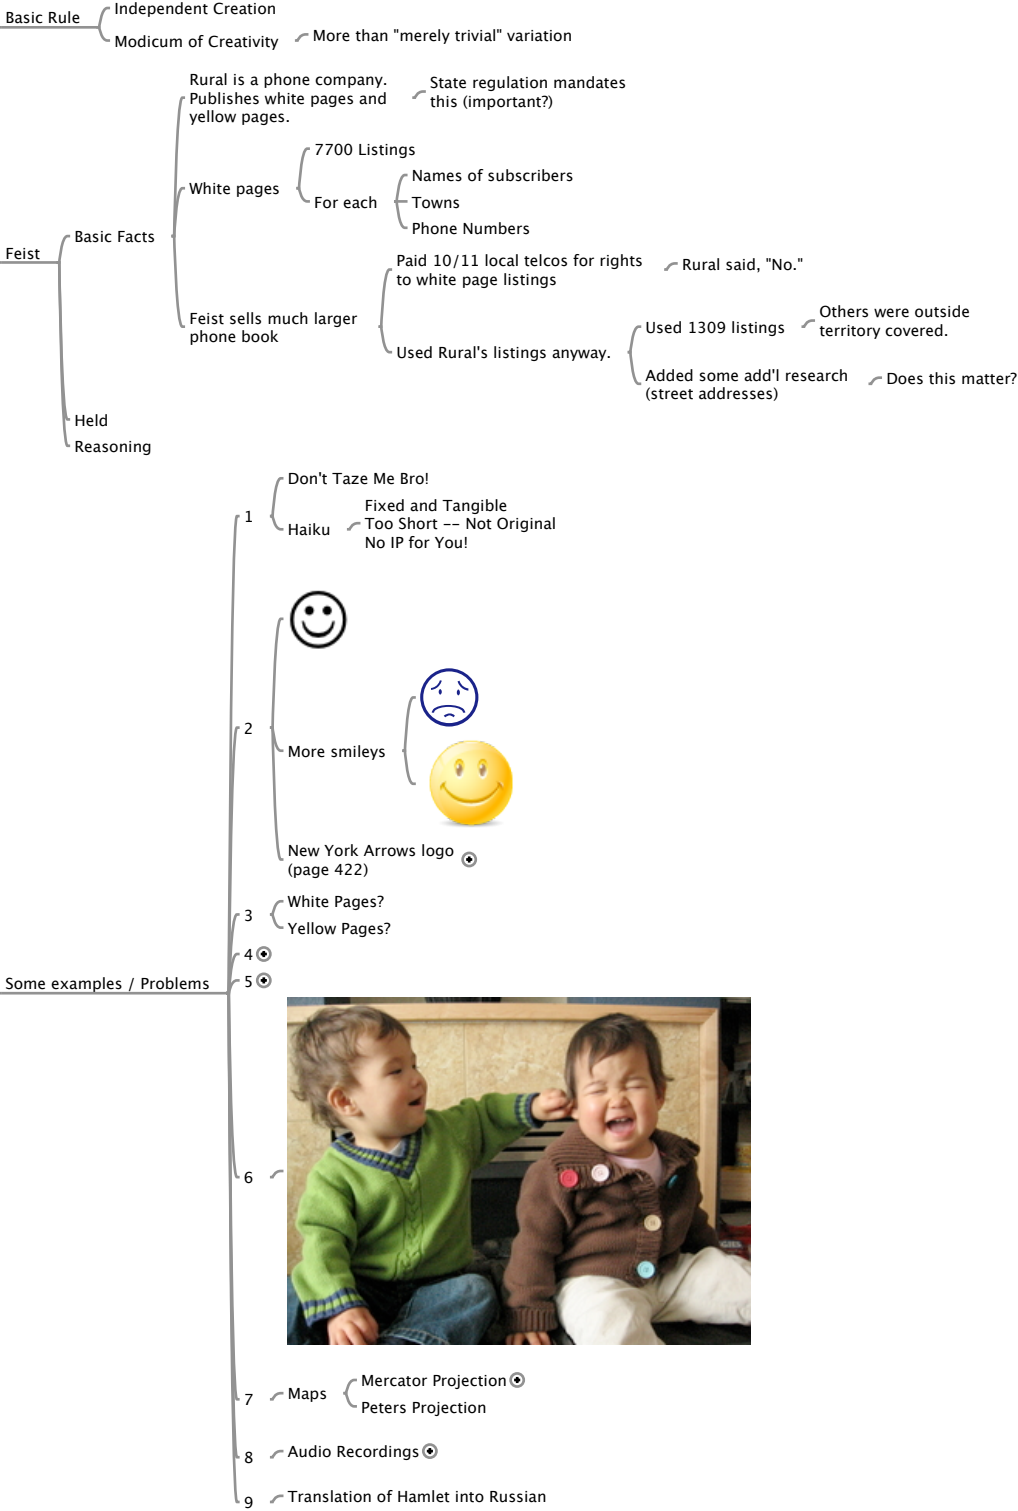 Basic Rule
Independent Creation
Modicum of Creativity
More than "merely trivial" variation
Feist
Basic Facts
Rural is a phone company.
Publishes white pages and
yellow pages.
State regulation mandates
this (important?)
White pages
7700 Listings
For each
Names of subscribers
Towns
Phone Numbers
Feist sells much larger
phone book
Paid 10/11 local telcos for rights
to white page listings
Rural said, "No."
Used Rural's listings anyway.
Used 1309 listings
Others were outside
territory covered.
Added some add'l research
(street addresses)
Does this matter?
Held
Reasoning
Some examples / Problems
1
Don't Taze Me Bro!
Haiku
Fixed and Tangible
Too Short -- Not Original
No IP for You!
2
More smileys
New York Arrows logo
(page 422)
3
White Pages?
Yellow Pages?
4
5
6
7
Maps
Mercator Projection
Peters Projection
8
Audio Recordings
9
Translation of Hamlet into Russian